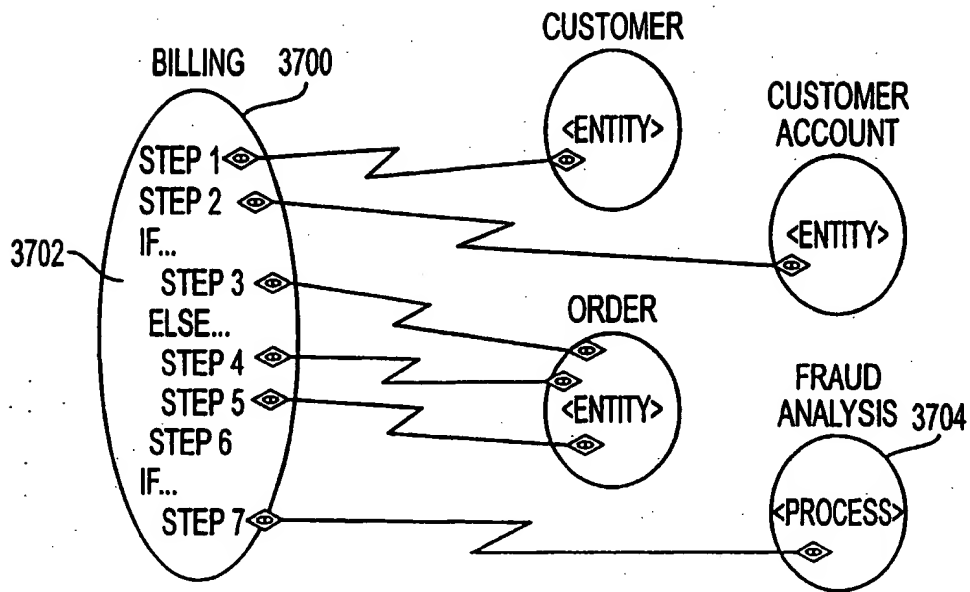 BILLING 3700
STEP 1
STEP 2
IF...
3702
STEP 3
ELSE...
STEP 4
STEP 5
STEP 6
IF...
STEP 7
CUSTOMER
<ENTITY>
CUSTOMER
ACCOUNT
<ENTITY>
ORDER
<ENTITY>
FRAUD
ANALYSIS 3704
<PROCESS>